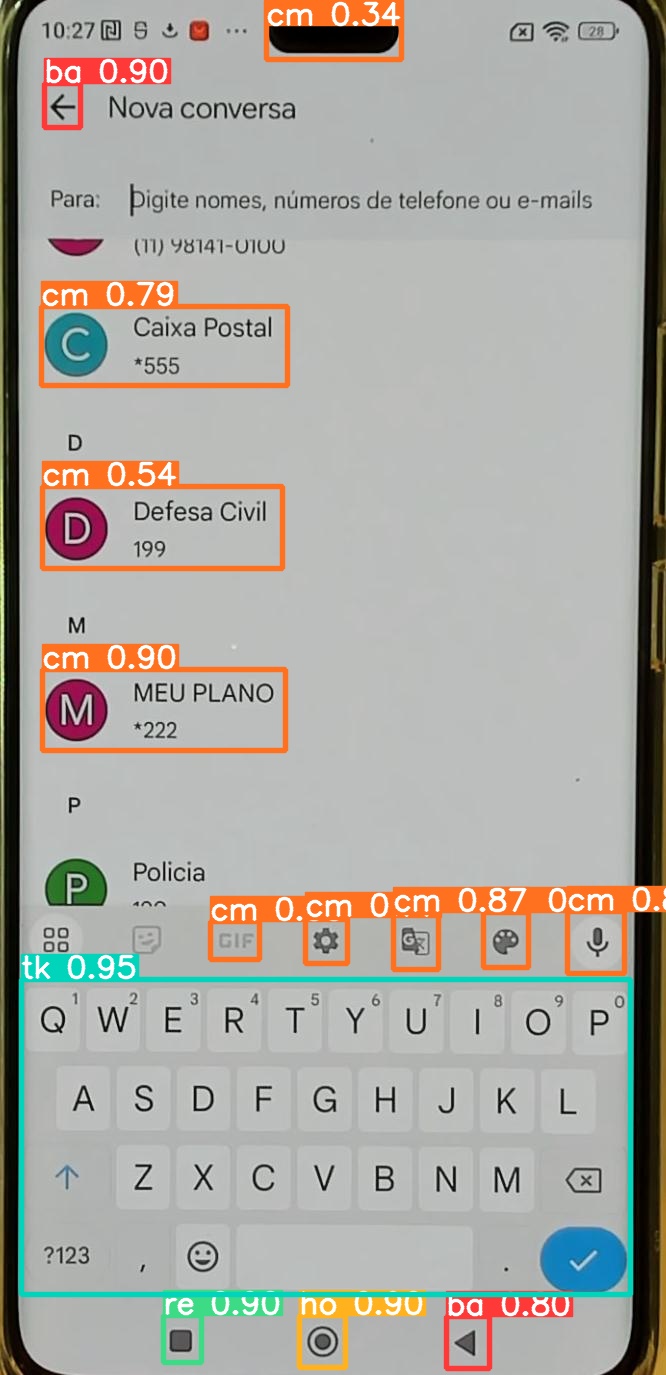 cm 0.34
10:27 28
ba 0.90
Nova conversa
Para: Digite nomes, números de telefone ou e-mails
(11) 98141-0100
cm 0.79
C Caixa Postal
*555
D
cm 0.54
D Defesa Civil
199
M
cm 0.90
M MEU PLANO
*222
P
P Policia
190
cm 0. cm 0 cm 0.87 0cm 0.8
GIF
tk 0.95
Q 1 W 2 E 3 R 4 T 5 Y 6 U 7 I 8 O 9 P 0
A S D F G H J K L
Z X C V B N M
?123 , .
re 0.90 ho 0.90 ba 0.80